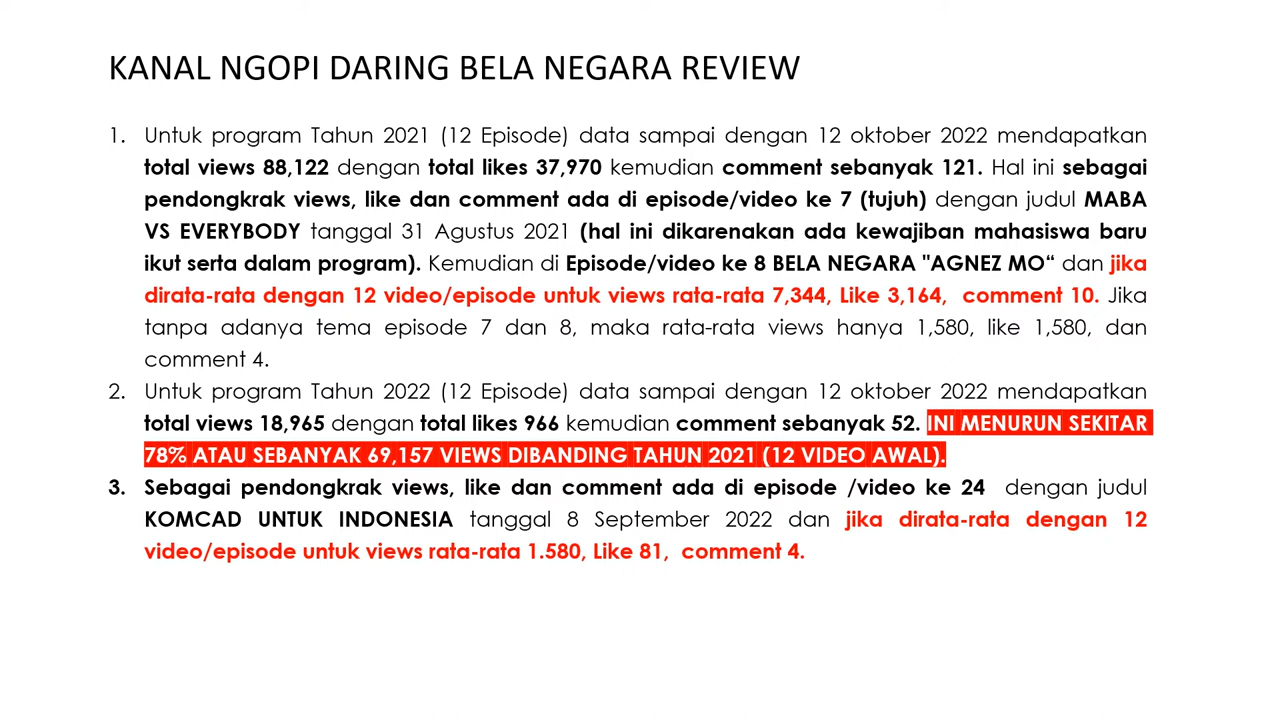 KANAL NGOPI DARING BELA NEGARA REVIEW
1. Untuk program Tahun 2021 (12 Episode) data sampai dengan 12 oktober 2022 mendapatkan
total views 88,122 dengan total likes 37,970 kemudian comment sebanyak 121. Hal ini sebagai
pendongkrak views, like dan comment ada di episode/video ke 7 (tujuh) dengan judul MABA
VS EVERYBODY tanggal 31 Agustus 2021 (hal ini dikarenakan ada kewajiban mahasiswa baru
ikut serta dalam program). Kemudian di Episode/video ke 8 BELA NEGARA "AGNEZ MO“ dan jika
dirata-rata dengan 12 video/episode untuk views rata-rata 7,344, Like 3,164, comment 10. Jika
tanpa adanya tema episode 7 dan 8, maka rata-rata views hanya 1,580, like 1,580, dan
comment 4.
2. Untuk program Tahun 2022 (12 Episode) data sampai dengan 12 oktober 2022 mendapatkan
total views 18,965 dengan total likes 966 kemudian comment sebanyak 52. INI MENURUN SEKITAR
78% ATAU SEBANYAK 69,157 VIEWS DIBANDING TAHUN 2021 (12 VIDEO AWAL).
3. Sebagai pendongkrak views, like dan comment ada di episode /video ke 24 dengan judul
KOMCAD UNTUK INDONESIA tanggal 8 September 2022 dan jika dirata-rata dengan 12
video/episode untuk views rata-rata 1.580, Like 81, comment 4.